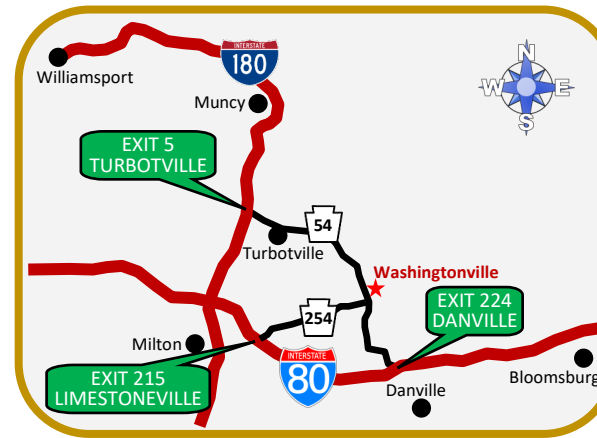 INTERSTATE
180
N
W E
S
Williamsport
Muncy
EXIT 5
TURBOTVILLE
54
Turbotville
Washingtonville
254
EXIT 224
DANVILLE
Milton
INTERSTATE
80
EXIT 215
LIMESTONEVILLE
Danville
Bloomsburg